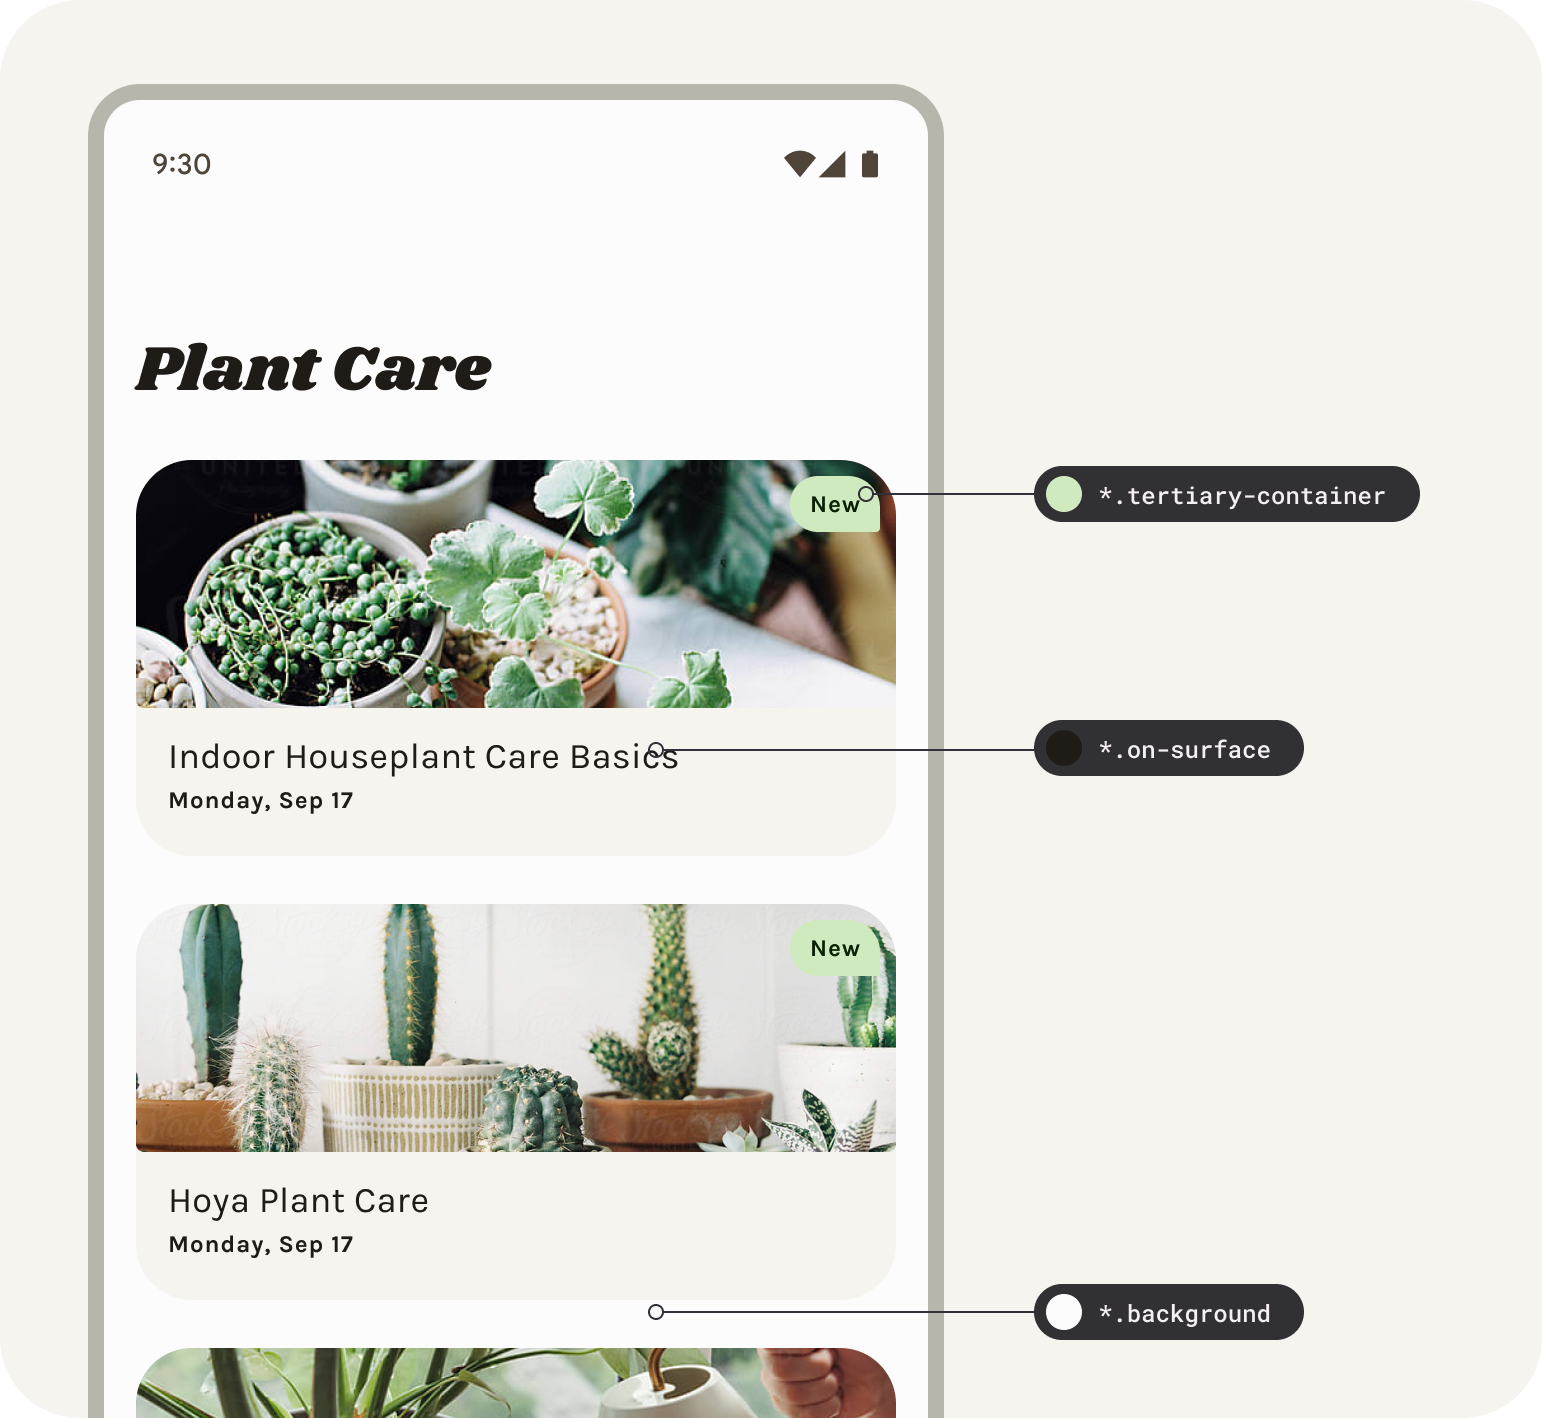 9:30
Plant Care
New
*.tertiary-container
Indoor Houseplant Care Basics
*.on-surface
Monday, Sep 17
New
Hoya Plant Care
Monday, Sep 17
*.background